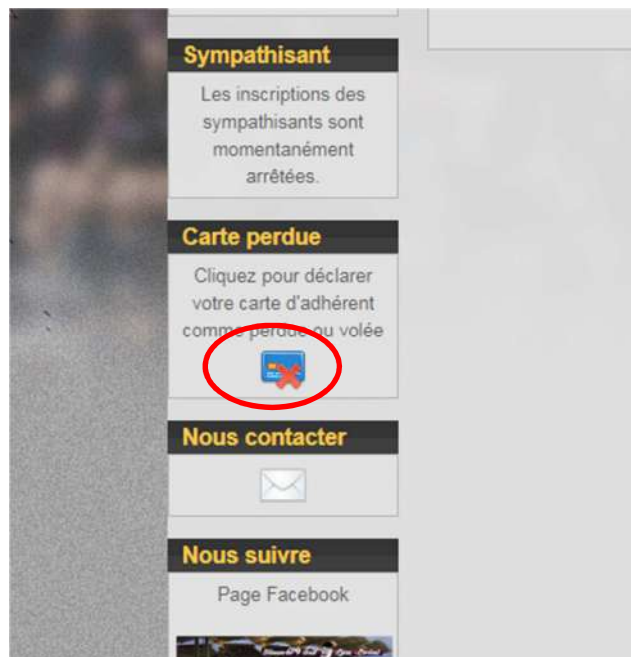 Sympathisant
Les inscriptions des
sympathisants sont
momentanément
arrêtées.
Carte perdue
Cliquez pour déclarer
votre carte d'adhérent
comme perdue ou volée
Nous contacter
Nous suivre
Page Facebook